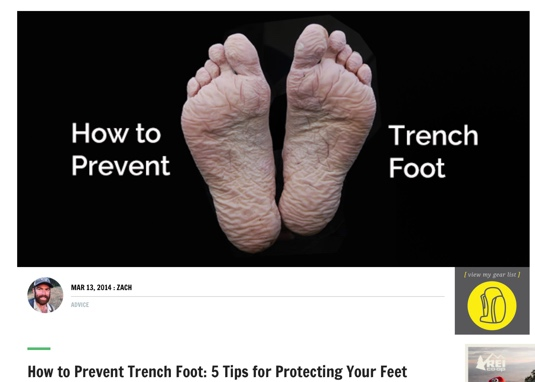 How to
Prevent
Trench
Foot
MAR 13, 2014 : ZACH
ADVICE
[ view my gear list ]
How to Prevent Trench Foot: 5 Tips for Protecting Your Feet
REI